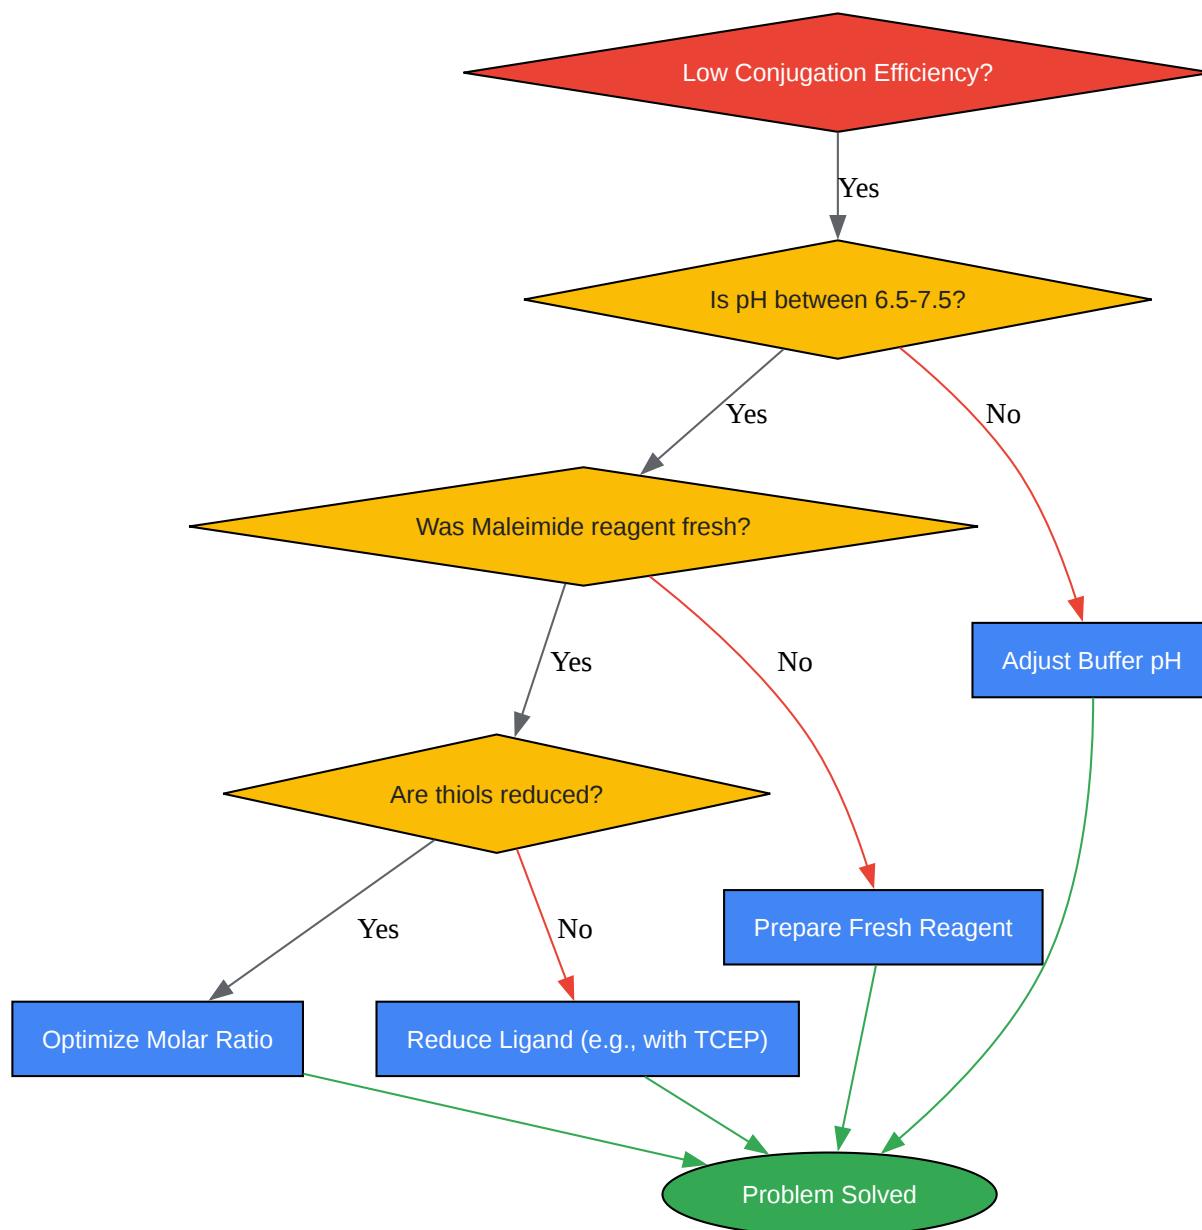 Low Conjugation Efficiency?
Yes
Is pH between 6.5-7.5?
Yes
No
Was Maleimide reagent fresh?
Yes
No
Adjust Buffer pH
Are thiols reduced?
Yes
No
Prepare Fresh Reagent
Optimize Molar Ratio
Reduce Ligand (e.g., with TCEP)
Problem Solved